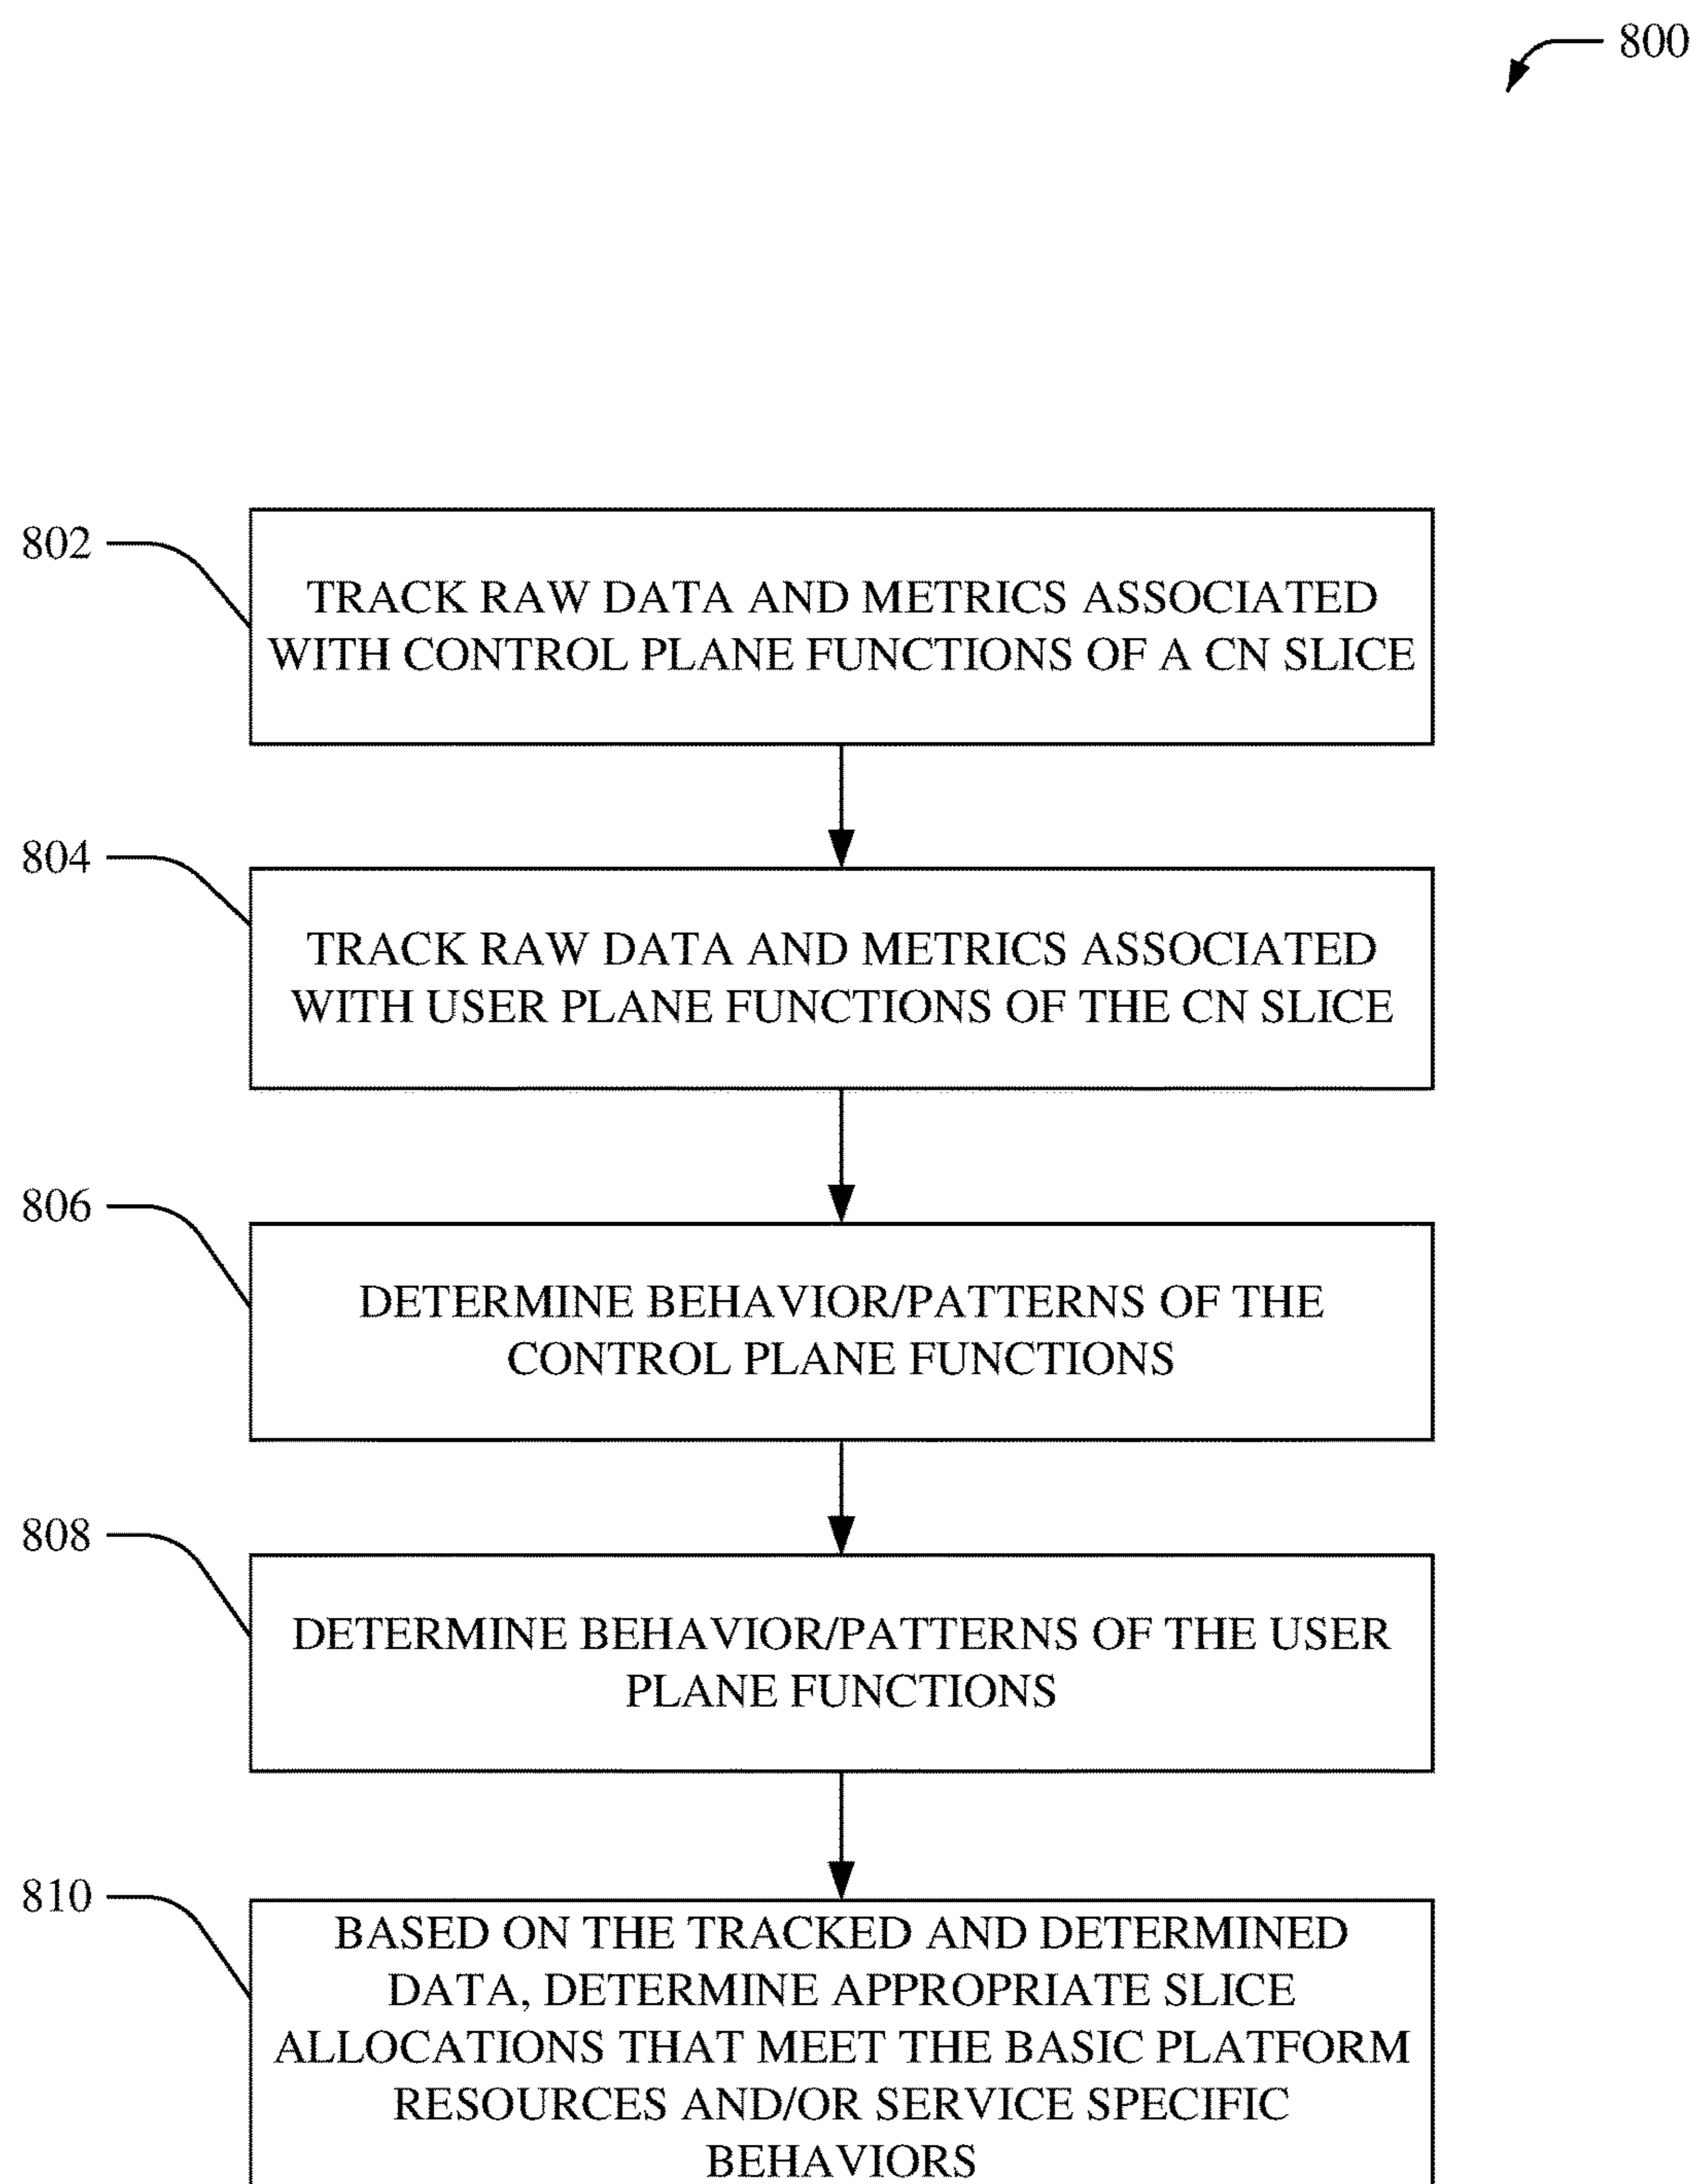 800
802
TRACK RAW DATA AND METRICS ASSOCIATED
WITH CONTROL PLANE FUNCTIONS OF A CN SLICE
804
TRACK RAW DATA AND METRICS ASSOCIATED
WITH USER PLANE FUNCTIONS OF THE CN SLICE
806
DETERMINE BEHAVIOR/PATTERNS OF THE
CONTROL PLANE FUNCTIONS
808
DETERMINE BEHAVIOR/PATTERNS OF THE USER
PLANE FUNCTIONS
810
BASED ON THE TRACKED AND DETERMINED
DATA, DETERMINE APPROPRIATE SLICE
ALLOCATIONS THAT MEET THE BASIC PLATFORM
RESOURCES AND/OR SERVICE SPECIFIC
BEHAVIORS